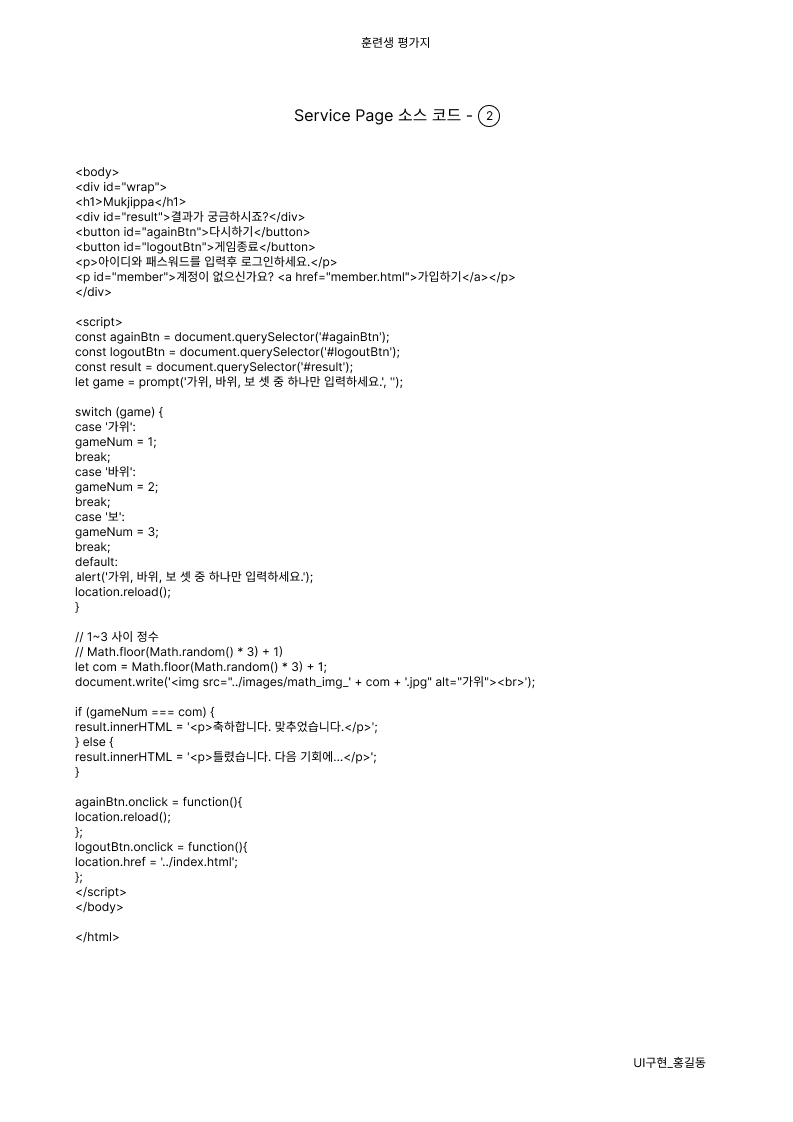 훈련생 평가지
Service Page 소스 코드 - ②
<body>
<div id="wrap">
<h1>Mukjippa</h1>
<div id="result">결과가 궁금하시죠?</div>
<button id="againBtn">다시하기</button>
<button id="logoutBtn">게임종료</button>
<p>아이디와 패스워드를 입력후 로그인하세요.</p>
<p id="member">계정이 없으신가요? <a href="member.html">가입하기</a></p>
</div>

<script>
const againBtn = document.querySelector('#againBtn');
const logoutBtn = document.querySelector('#logoutBtn');
const result = document.querySelector('#result');
let game = prompt('가위, 바위, 보 셋 중 하나만 입력하세요.', '');

switch (game) {
case '가위':
gameNum = 1;
break;
case '바위':
gameNum = 2;
break;
case '보':
gameNum = 3;
break;
default:
alert('가위, 바위, 보 셋 중 하나만 입력하세요.');
location.reload();
}

// 1~3 사이 정수
// Math.floor(Math.random() * 3) + 1)
let com = Math.floor(Math.random() * 3) + 1;
document.write('<img src="../images/math_img_' + com + '.jpg" alt="가위"><br>');

if (gameNum === com) {
result.innerHTML = '<p>축하합니다. 맞추었습니다.</p>';
} else {
result.innerHTML = '<p>틀렸습니다. 다음 기회에...</p>';
}

againBtn.onclick = function(){
location.reload();
};
logoutBtn.onclick = function(){
location.href = '../index.html';
};
</script>
</body>

</html>
UI구현_홍길동